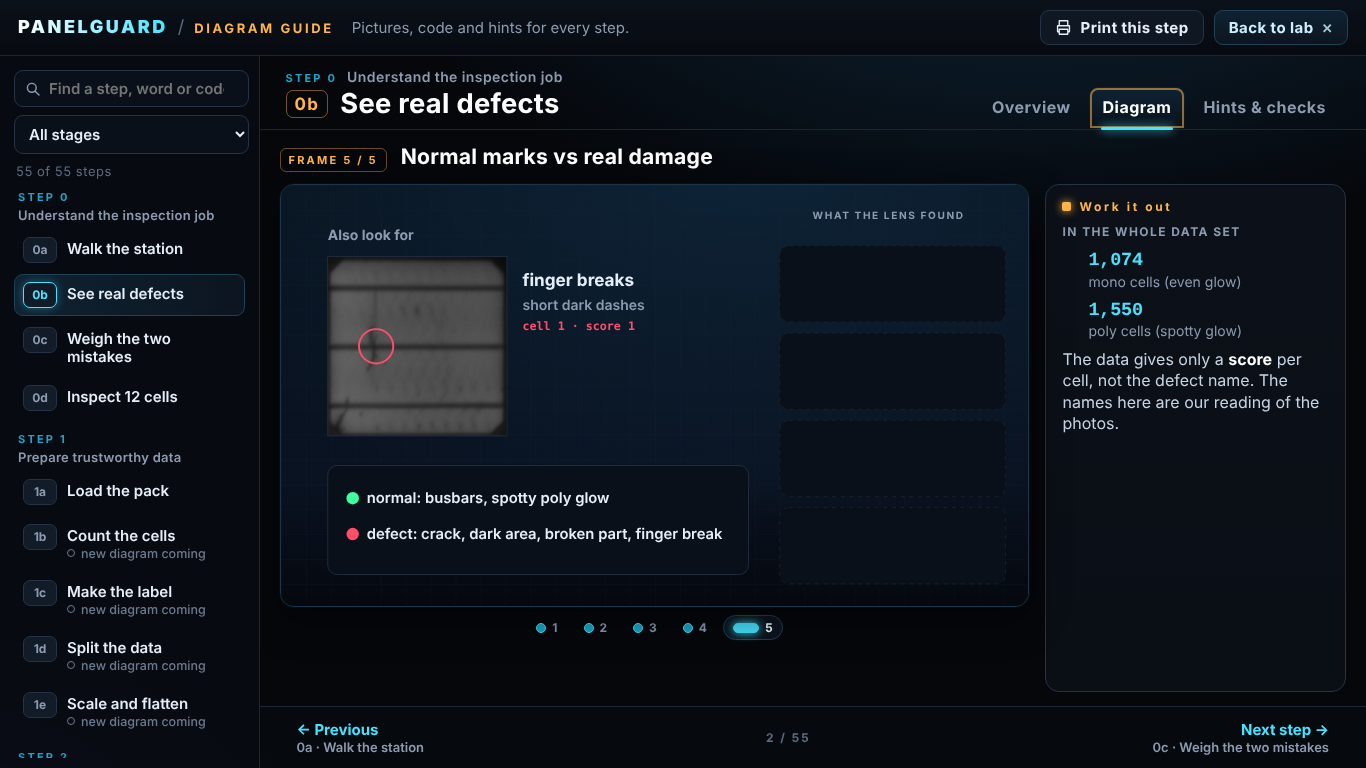 PANELGUARD / DIAGRAM GUIDE Pictures, code and hints for every step.
Print this step
Back to lab ×
Find a step, word or cod
All stages
55 of 55 steps
STEP 0
Understand the inspection job
0a Walk the station
0b See real defects
0c Weigh the two
mistakes
0d Inspect 12 cells
STEP 1
Prepare trustworthy data
1a Load the pack
1b Count the cells
new diagram coming
1c Make the label
new diagram coming
1d Split the data
new diagram coming
1e Scale and flatten
new diagram coming
STEP 2
STEP 0 Understand the inspection job
0b See real defects
Overview
Diagram
Hints & checks
FRAME 5 / 5 Normal marks vs real damage
Also look for
finger breaks
short dark dashes
cell 1 · score 1
normal: busbars, spotty poly glow
defect: crack, dark area, broken part, finger break
WHAT THE LENS FOUND
1 2 3 4 5
Work it out
IN THE WHOLE DATA SET
1,074
mono cells (even glow)
1,550
poly cells (spotty glow)
The data gives only a score per
cell, not the defect name. The
names here are our reading of the
photos.
← Previous
0a · Walk the station
2 / 55
Next step →
0c · Weigh the two mistakes